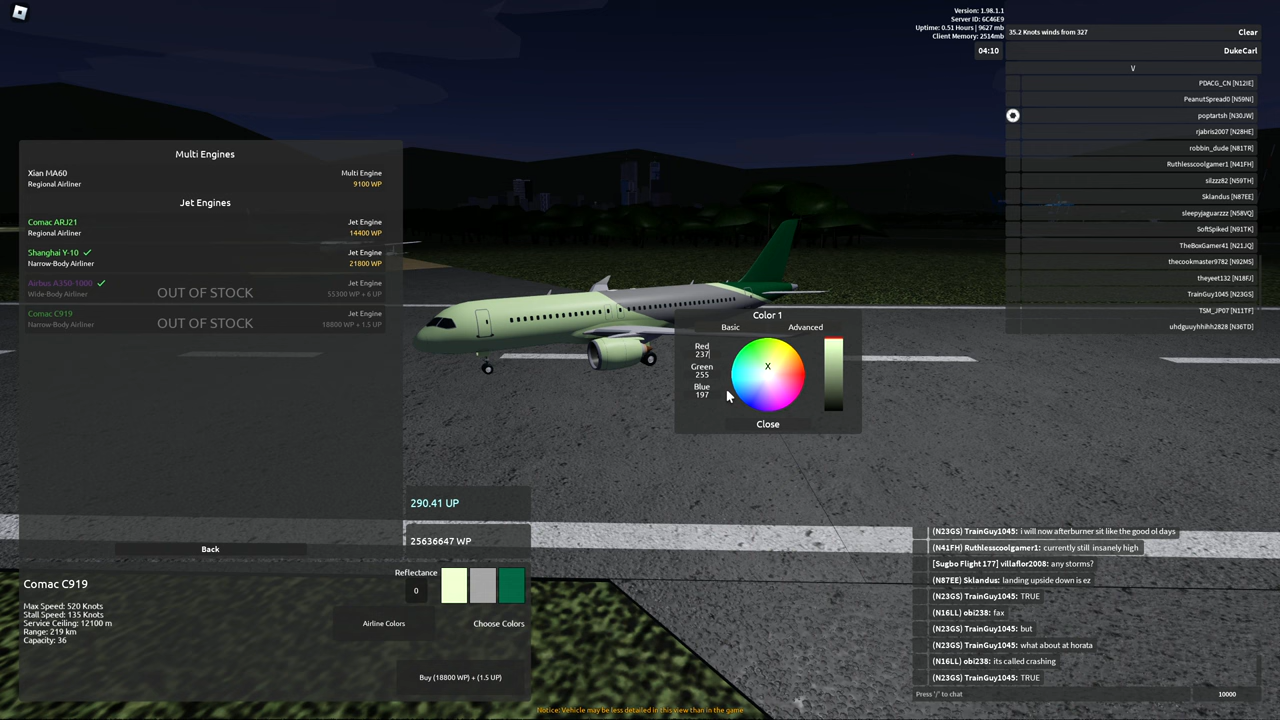 Version: 1.98.1.1
Server ID: 6C46E9
Uptime: 0.51 Hours | 9627 mb
Client Memory: 2514mb
04:10
35.2 Knots winds from 327
Clear
DukeCarl
V
PDACG_CN [N12IE]
PeanutSpread0 [N59NI]
poptartsh [N30JW]
rjabris2007 [N28HE]
robbin_dude [N81TR]
Ruthlesscoolgamer1 [N41FH]
silzzz82 [N59TH]
Sklandus [N87EE]
sleepyjaguarzzz [N58VQ]
SoftSpiked [N91TK]
TheBoxGamer41 [N21JQ]
thecookmaster9782 [N92MS]
theyeet132 [N18FJ]
TrainGuy1045 [N23GS]
TSM_JP07 [N11TF]
uhdguuyhhihh2828 [N36TD]
Multi Engines
Xian MA60
Multi Engine
Regional Airliner
9100 WP
Jet Engines
Comac ARJ21
Jet Engine
Regional Airliner
14400 WP
Shanghai Y-10
Jet Engine
Narrow-Body Airliner
21800 WP
Airbus A350-1000
Jet Engine
Wide-Body Airliner
OUT OF STOCK
55300 WP + 6 UP
Comac C919
Jet Engine
Narrow-Body Airliner
OUT OF STOCK
18800 WP + 1.5 UP
Back
Color 1
Basic
Advanced
Red
237
Green
255
Blue
197
X
Close
290.41 UP
25636647 WP
Comac C919
Max Speed: 520 Knots
Stall Speed: 135 Knots
Service Ceiling: 12100 m
Range: 219 km
Capacity: 36
Reflectance
0
Airline Colors
Choose Colors
Buy (18800 WP) + (1.5 UP)
Notice: Vehicle may be less detailed in this view than in the game
(N23GS) TrainGuy1045: i will now afterburner sit like the good ol days
(N41FH) Ruthlesscoolgamer1: currently still insanely high
[Sugbo Flight 177] villaflor2008: any storms?
(N87EE) Sklandus: landing upside down is ez
(N23GS) TrainGuy1045: TRUE
(N16LL) obi238: fax
(N23GS) TrainGuy1045: but
(N23GS) TrainGuy1045: what about at horata
(N16LL) obi238: its called crashing
(N23GS) TrainGuy1045: TRUE
Press '/' to chat
10000